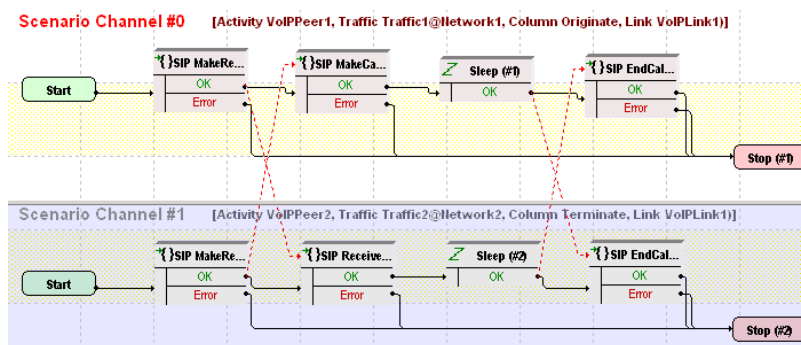 Scenario Channel #0 [Activity VoIPPeer1, Traffic Traffic1@Network1, Column Originate, Link VoIPLink1)]
{}SIP MakeRe... {}SIP MakeCa... Sleep (#1) {}SIP EndCal...
Start OK OK OK OK
Error Error Error
Stop (#1)
Scenario Channel #1 [Activity VoIPPeer2, Traffic Traffic2@Network2, Column Terminate, Link VoIPLink1)]
{}SIP MakeRe... {}SIP Receive... Sleep (#2) {}SIP EndCal...
Start OK OK OK OK
Error Error Error
Stop (#2)